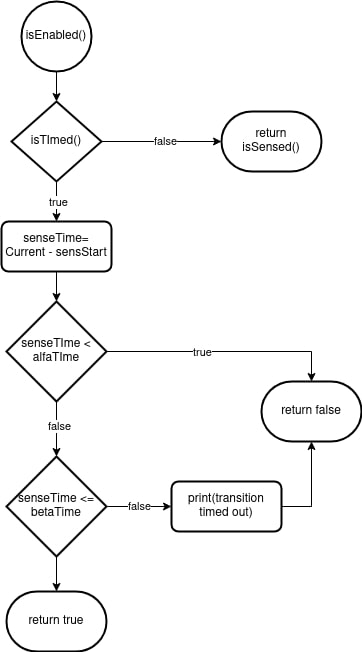 isEnabled()
isTImed()
false
return
isSensed()
true
senseTime=
Current - sensStart
senseTIme <
alfaTIme
true
return false
false
senseTime <=
betaTime
false
print(transition
timed out)
return true